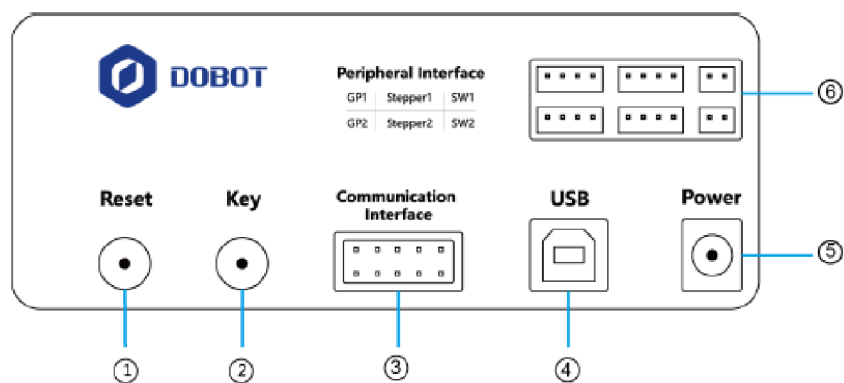 DOBOT
Peripheral Interface
GP1 Stepper1 SW1
GP2 Stepper2 SW2
⑥
Reset
Key
Communication
Interface
USB
Power
⑤
①
②
③
④